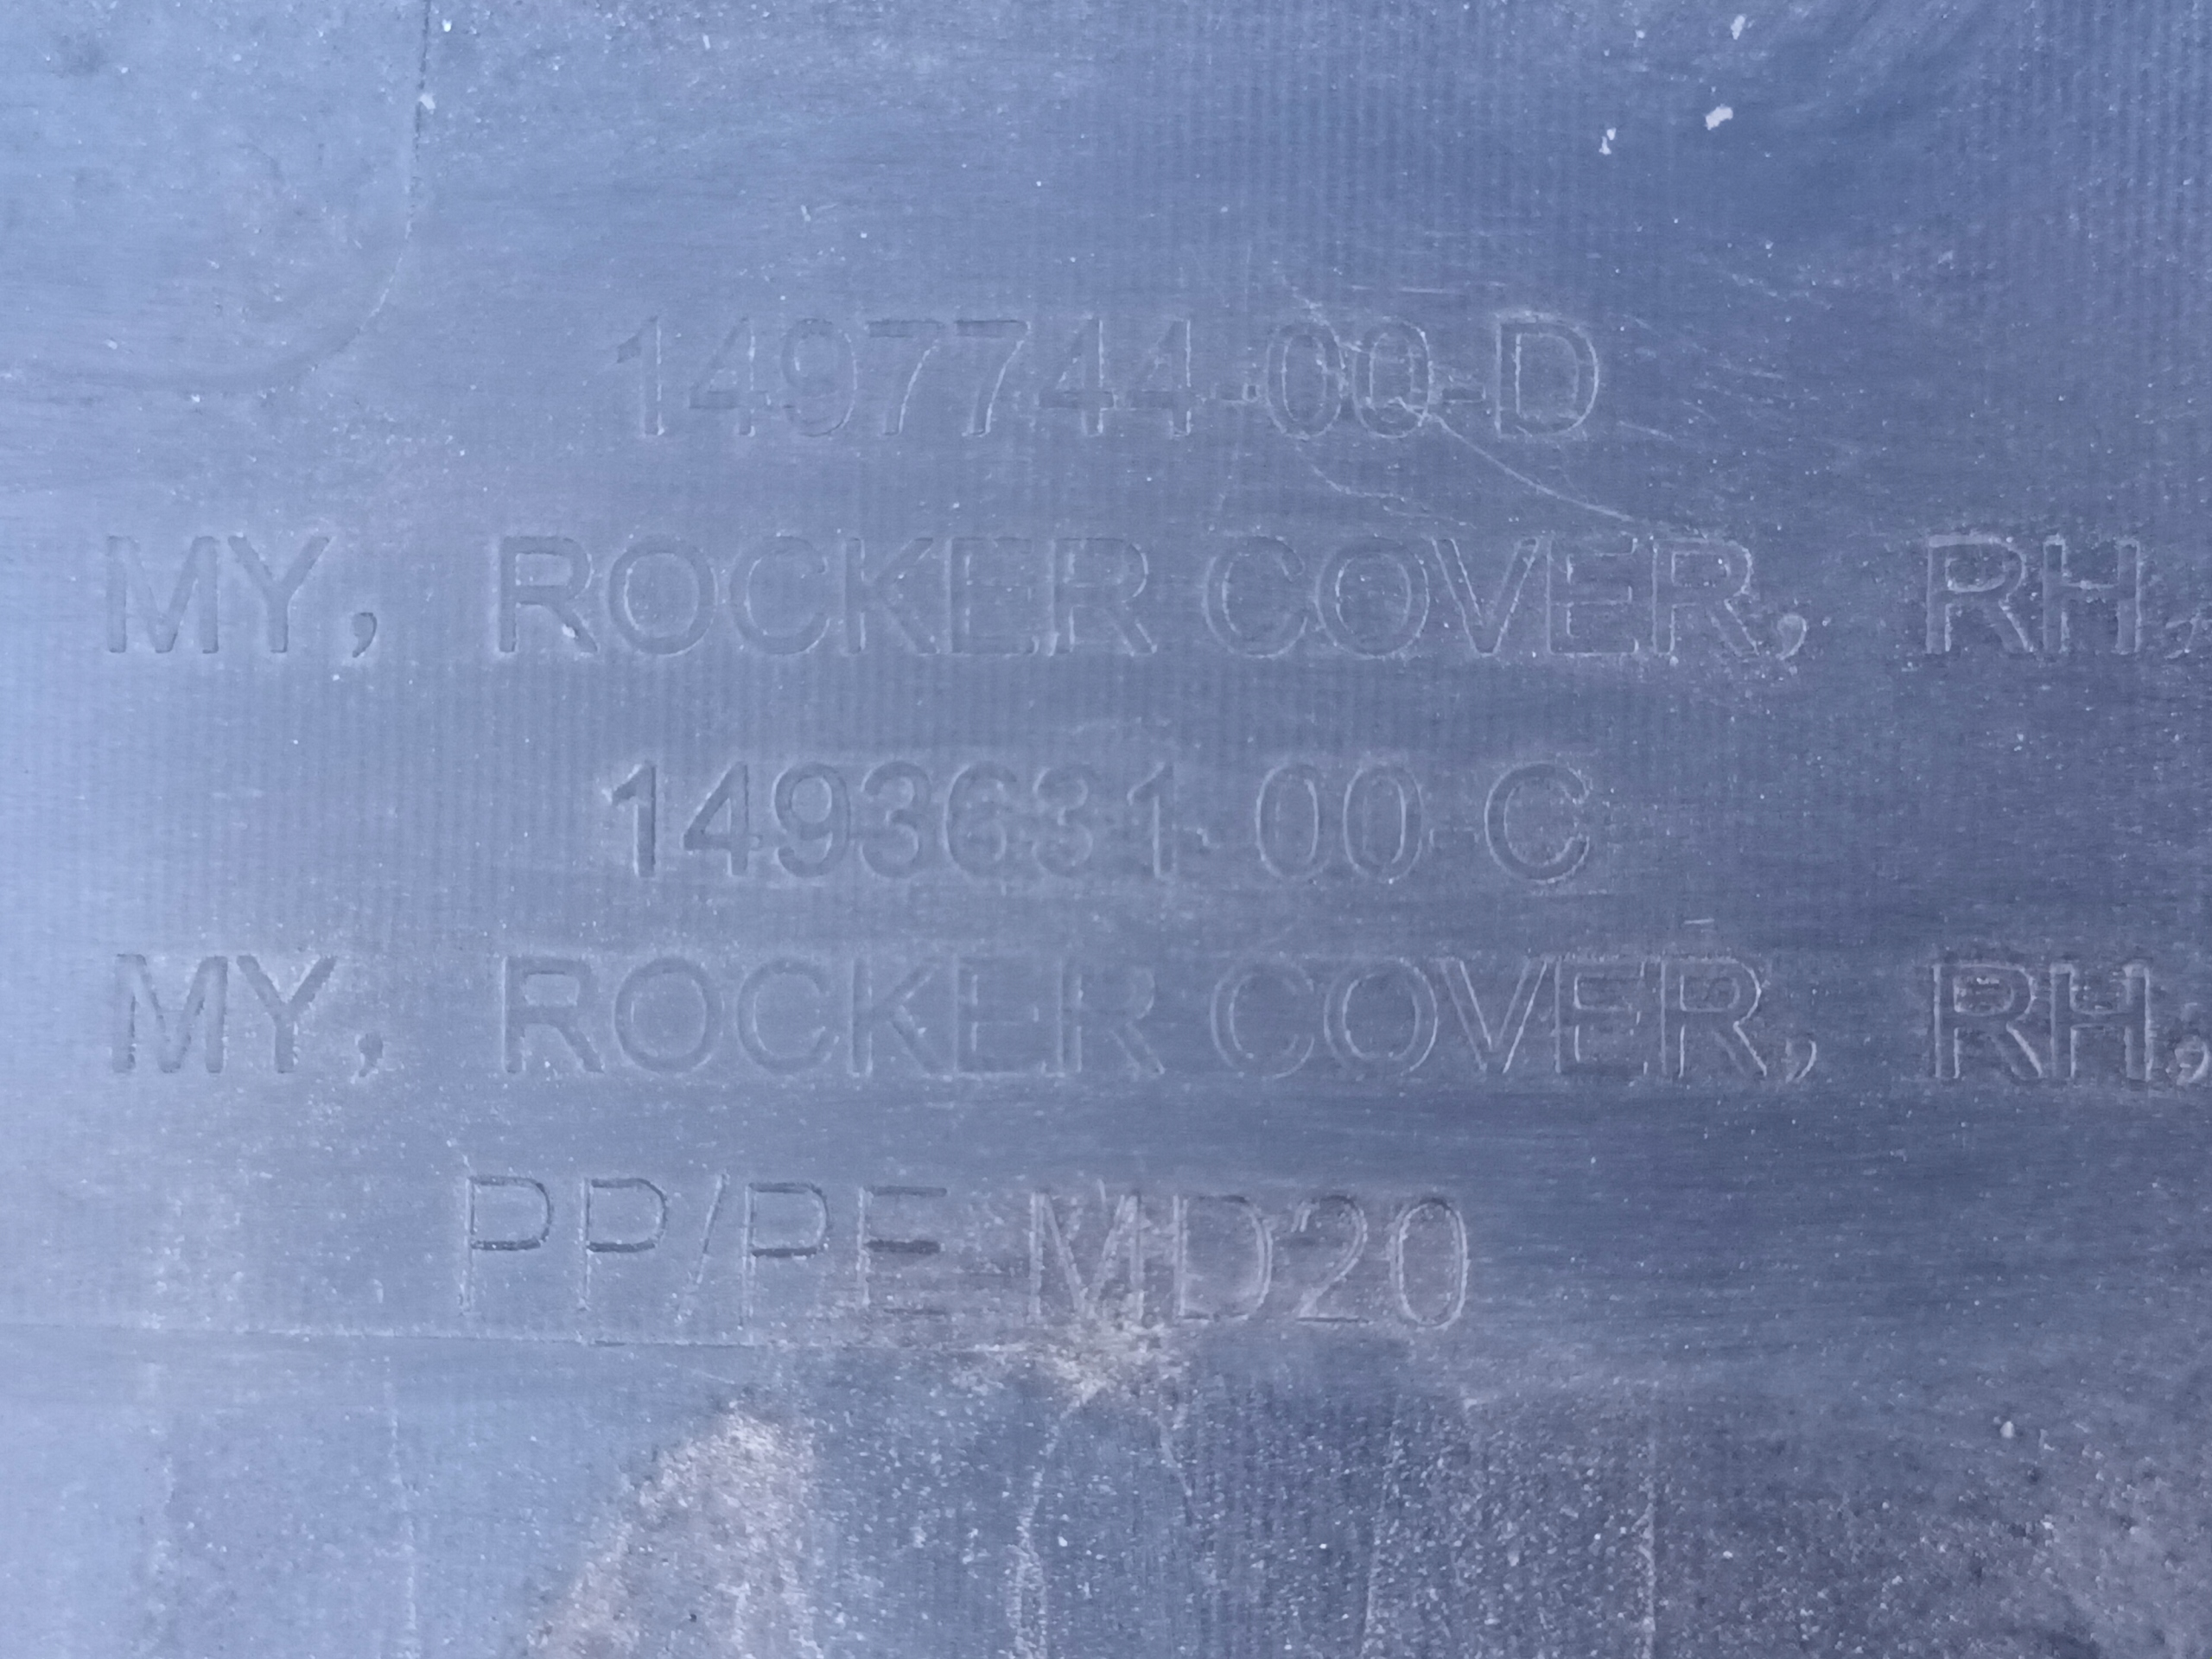 1497744-00-D
MY, ROCKER COVER, RH,
1493631-00-C
MY, ROCKER COVER, RH,
PP/PE MD20